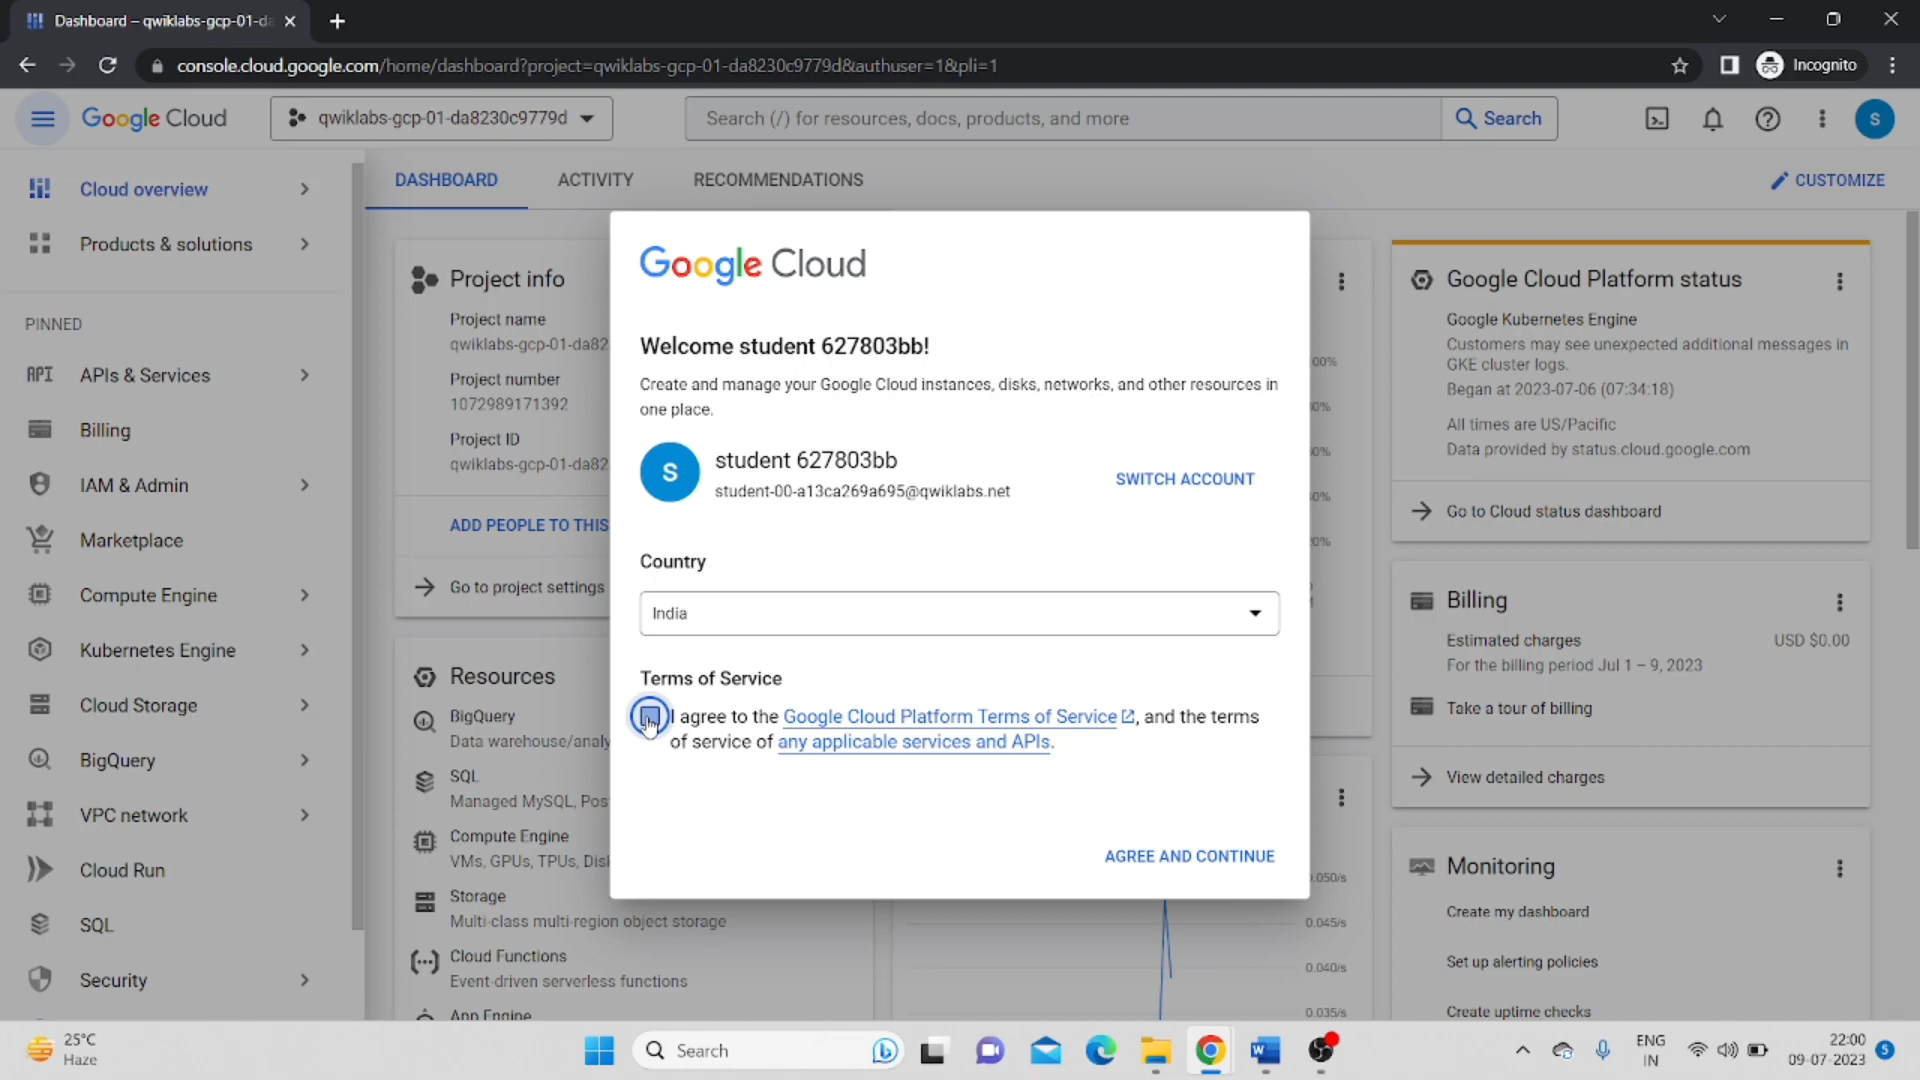 Dashboard – qwiklabs-gcp-01-da
console.cloud.google.com/home/dashboard?project=qwiklabs-gcp-01-da8230c9779d&authuser=1&pli=1
Incognito
Google Cloud
qwiklabs-gcp-01-da8230c9779d
Search (/) for resources, docs, products, and more
Search
S
Cloud overview
Products & solutions
PINNED
API APIs & Services
Billing
IAM & Admin
Marketplace
Compute Engine
Kubernetes Engine
Cloud Storage
BigQuery
VPC network
Cloud Run
SQL
Security
DASHBOARD
ACTIVITY
RECOMMENDATIONS
CUSTOMIZE
Project info
Project name
qwiklabs-gcp-01-da82
Project number
1072989171392
Project ID
qwiklabs-gcp-01-da82
ADD PEOPLE TO THIS
Go to project settings
Resources
BigQuery
Data warehouse/analy
SQL
Managed MySQL, Pos
Compute Engine
VMs, GPUs, TPUs, Disk
Storage
Multi-class multi-region object storage
Cloud Functions
Event-driven serverless functions
App Engine
Google Cloud
Welcome student 627803bb!
Create and manage your Google Cloud instances, disks, networks, and other resources in
one place.
S
student 627803bb
student-00-a13ca269a695@qwiklabs.net
SWITCH ACCOUNT
Country
India
Terms of Service
I agree to the Google Cloud Platform Terms of Service, and the terms
of service of any applicable services and APIs.
AGREE AND CONTINUE
00%
0%
0%
0%
20%
0.050/s
0.045/s
0.040/s
0.035/s
Google Cloud Platform status
Google Kubernetes Engine
Customers may see unexpected additional messages in
GKE cluster logs.
Began at 2023-07-06 (07:34:18)
All times are US/Pacific
Data provided by status.cloud.google.com
Go to Cloud status dashboard
Billing
Estimated charges
USD $0.00
For the billing period Jul 1 – 9, 2023
Take a tour of billing
View detailed charges
Monitoring
Create my dashboard
Set up alerting policies
Create uptime checks
25°C
Haze
Search
ENG
IN
22:00
09-07-2023
5